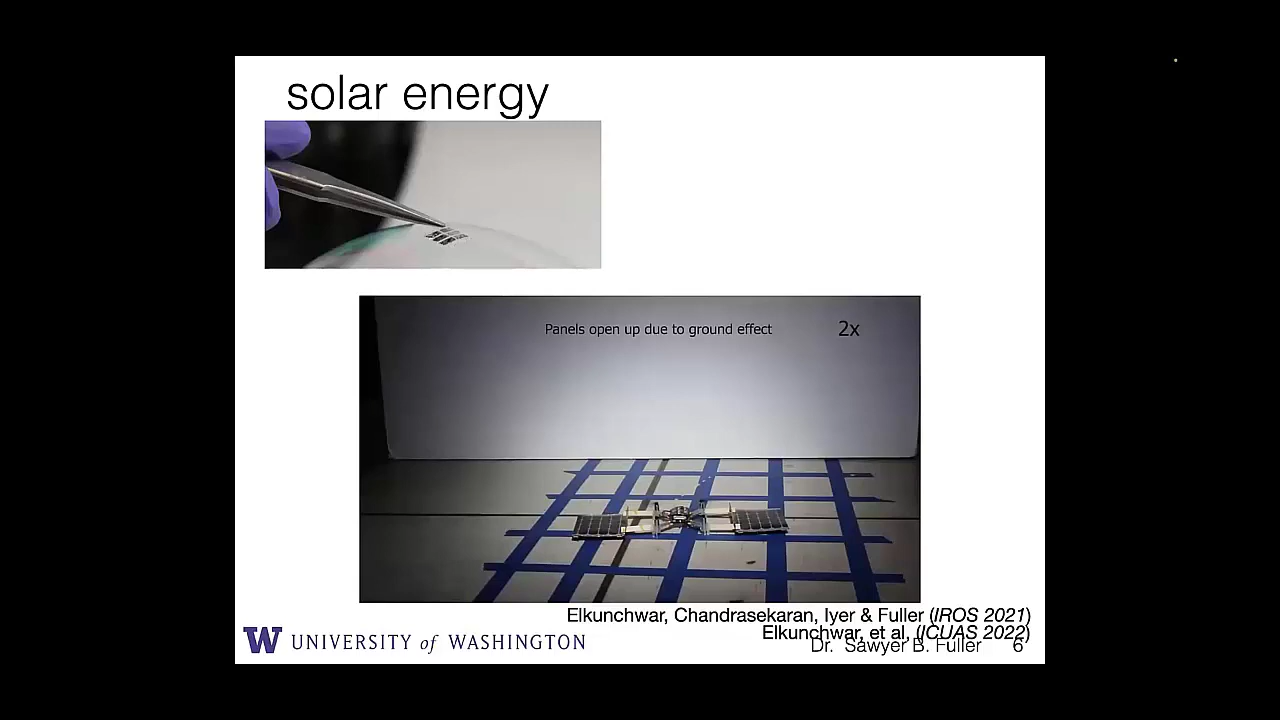 solar energy
Panels open up due to ground effect 2x
Elkunchwar, Chandrasekaran, Iyer & Fuller (IROS 2021)
Elkunchwar, et al, (ICUAS 2022)
W UNIVERSITY of WASHINGTON
Dr. Sawyer B. Fuller 6